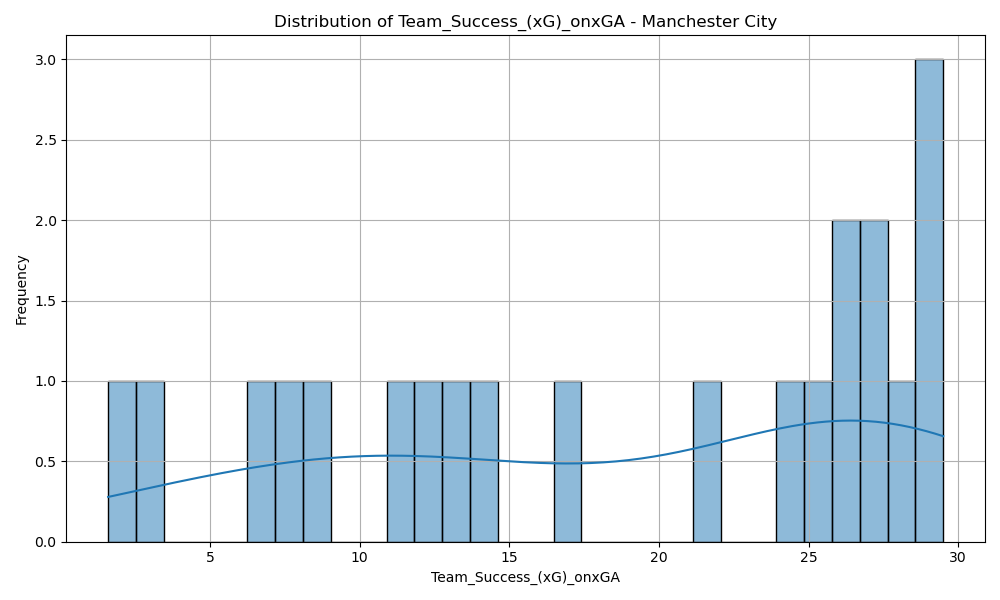 Distribution of Team_Success_(xG)_onxGA - Manchester City
Frequency
3.0
2.5
2.0
1.5
1.0
0.5
0.0
5 10 15 20 25 30
Team_Success_(xG)_onxGA